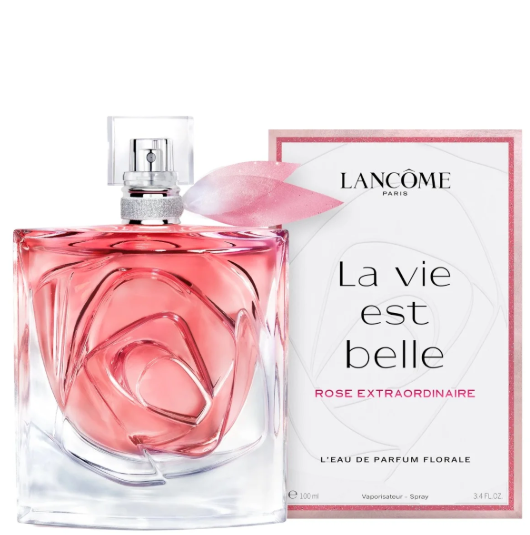 LANCÔME
PARIS
La vie
est
belle
ROSE EXTRAORDINAIRE
L'EAU DE PARFUM FLORALE
℮ 100 ml Vaporisateur - Spray 3.4 FL.OZ.